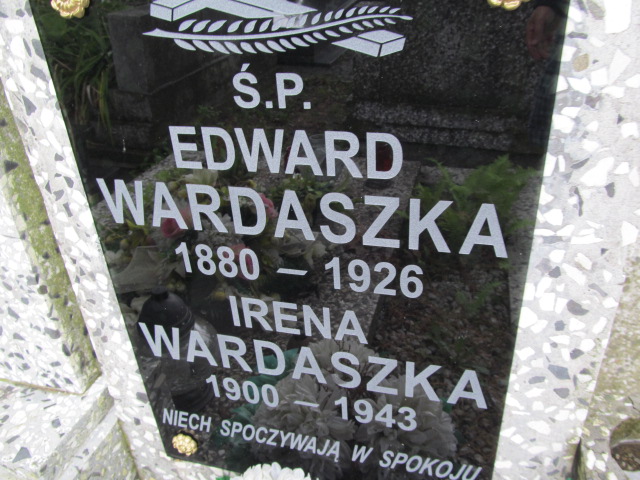 Ś.P.
EDWARD
WARDASZKA
1880 – 1926
IRENA
WARDASZKA
1900 – 1943
NIECH SPOCZYWAJĄ W SPOKOJU